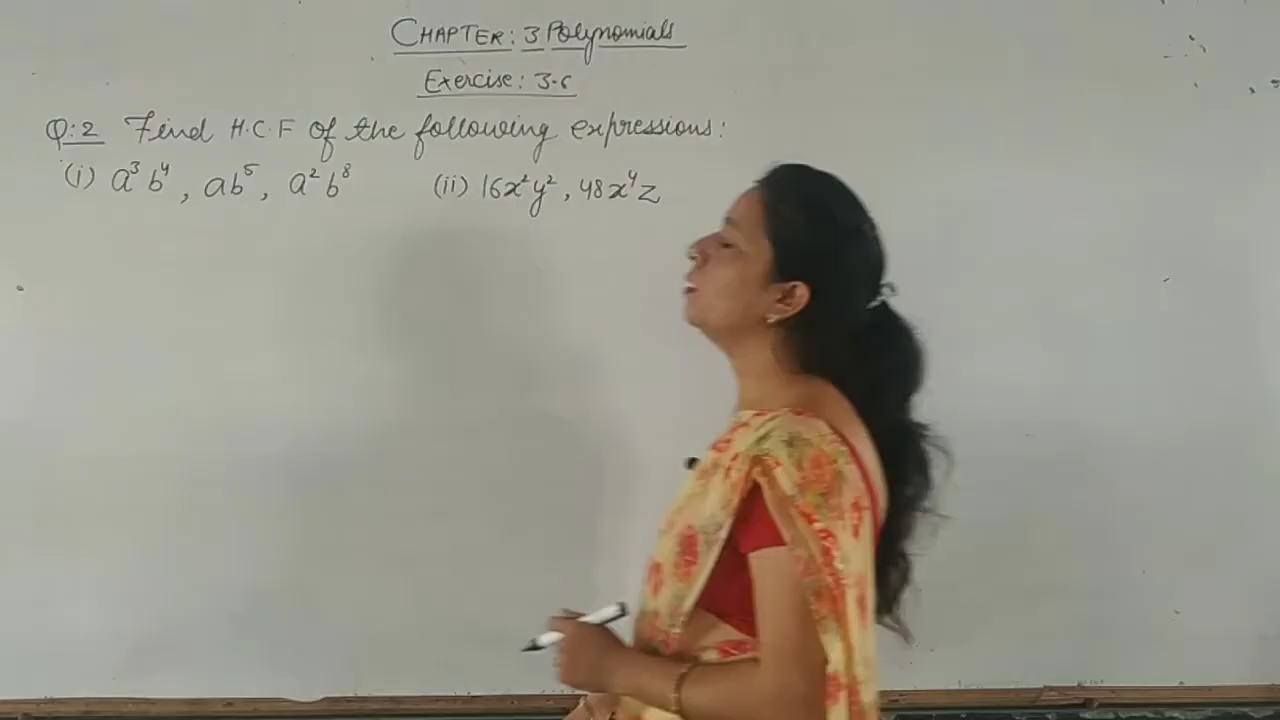 CHAPTER: 3 Polynomials
Exercise: 3.6
Q:2 Find H.C.F of the following expressions:
(i) a³b⁴, ab⁵, a²b⁸ (ii) 16x²y², 48x⁴z